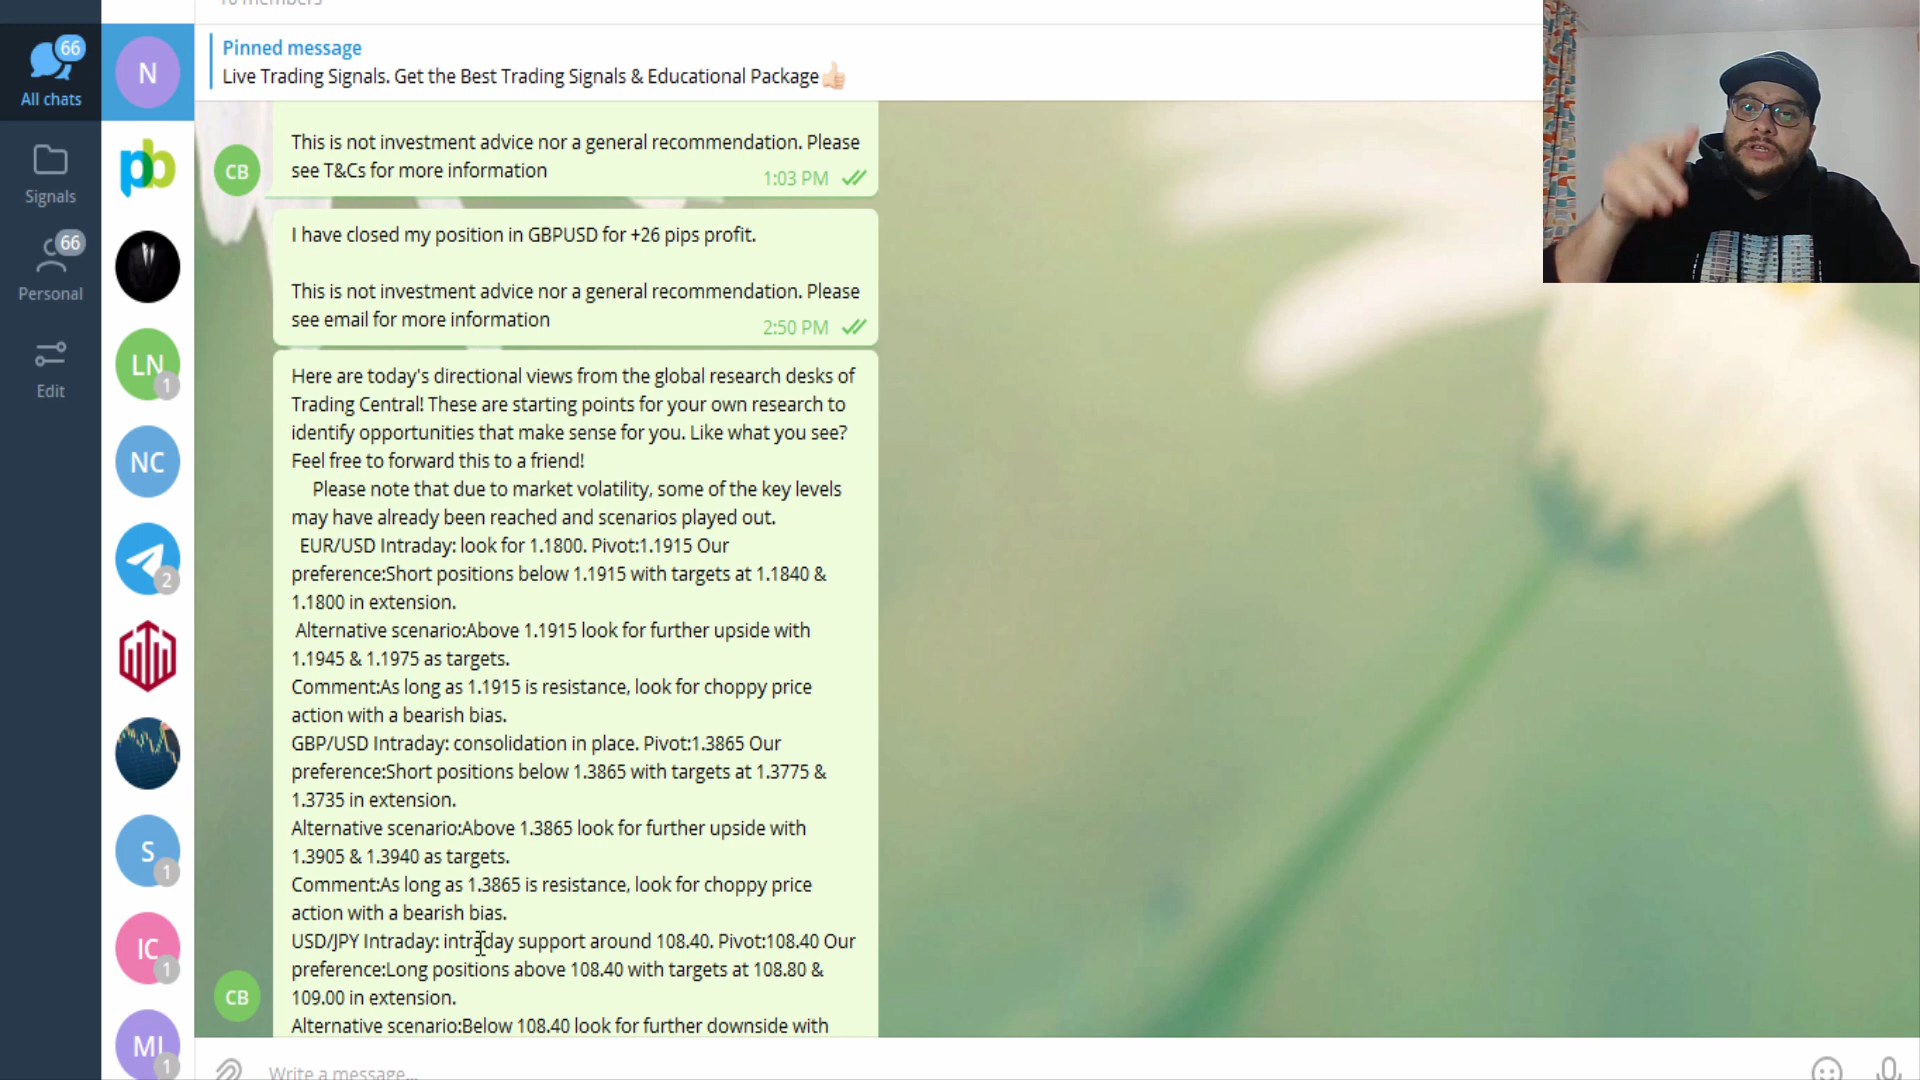 10 members
Pinned message
Live Trading Signals. Get the Best Trading Signals & Educational Package👍🏻
66
All chats
Signals
66
Personal
Edit
N
pb
LN
1
NC
2
S
1
IC
1
MI
1
This is not investment advice nor a general recommendation. Please
see T&Cs for more information
1:03 PM
CB
I have closed my position in GBPUSD for +26 pips profit.
This is not investment advice nor a general recommendation. Please
see email for more information
2:50 PM
Here are today's directional views from the global research desks of
Trading Central! These are starting points for your own research to
identify opportunities that make sense for you. Like what you see?
Feel free to forward this to a friend!
Please note that due to market volatility, some of the key levels
may have already been reached and scenarios played out.
EUR/USD Intraday: look for 1.1800. Pivot:1.1915 Our
preference:Short positions below 1.1915 with targets at 1.1840 &
1.1800 in extension.
Alternative scenario:Above 1.1915 look for further upside with
1.1945 & 1.1975 as targets.
Comment:As long as 1.1915 is resistance, look for choppy price
action with a bearish bias.
GBP/USD Intraday: consolidation in place. Pivot:1.3865 Our
preference:Short positions below 1.3865 with targets at 1.3775 &
1.3735 in extension.
Alternative scenario:Above 1.3865 look for further upside with
1.3905 & 1.3940 as targets.
Comment:As long as 1.3865 is resistance, look for choppy price
action with a bearish bias.
USD/JPY Intraday: intraday support around 108.40. Pivot:108.40 Our
preference:Long positions above 108.40 with targets at 108.80 &
109.00 in extension.
Alternative scenario:Below 108.40 look for further downside with
CB
Write a message...